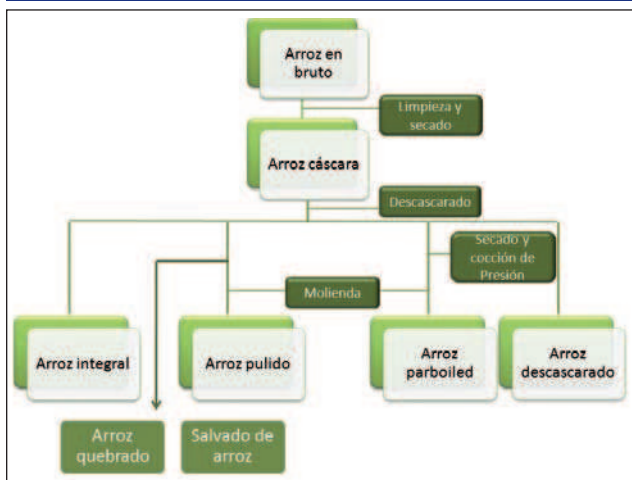 Arroz en
bruto
Limpieza y
secado
Arroz cáscara
Descascarado
Secado y
cocción de
Presión
Molienda
Arroz integral
Arroz pulido
Arroz
parboiled
Arroz
descascarado
Arroz
quebrado
Salvado de
arroz